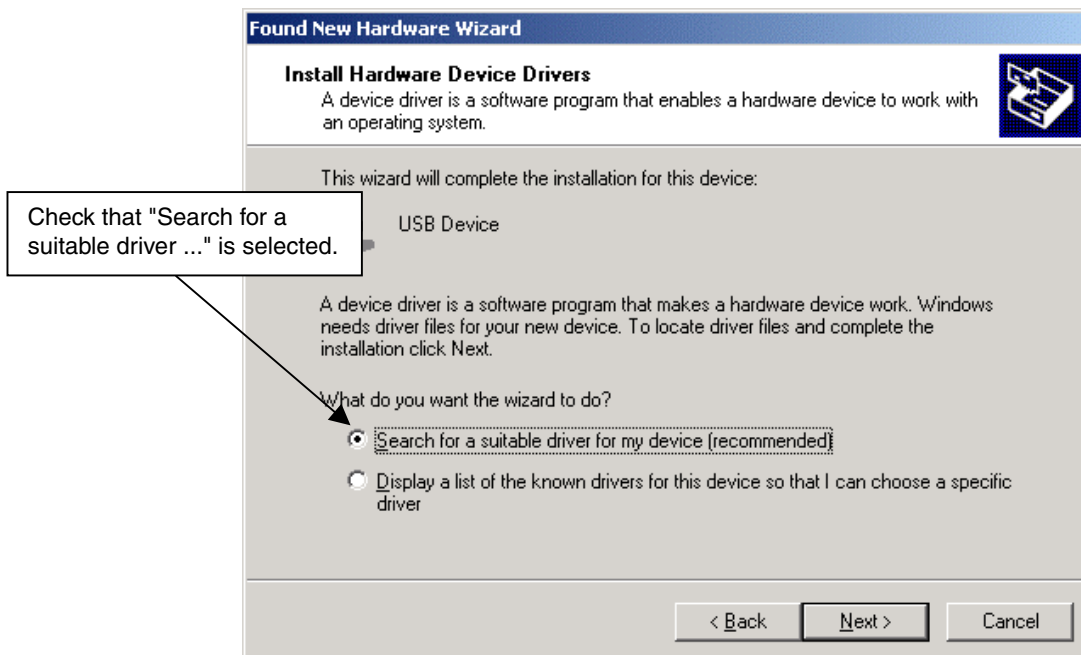 Found New Hardware Wizard
Install Hardware Device Drivers
A device driver is a software program that enables a hardware device to work with
an operating system.
This wizard will complete the installation for this device:
Check that "Search for a
suitable driver ..." is selected.
USB Device
A device driver is a software program that makes a hardware device work. Windows
needs driver files for your new device. To locate driver files and complete the
installation click Next.
What do you want the wizard to do?
Search for a suitable driver for my device (recommended)
Display a list of the known drivers for this device so that I can choose a specific
driver
< Back
Next >
Cancel